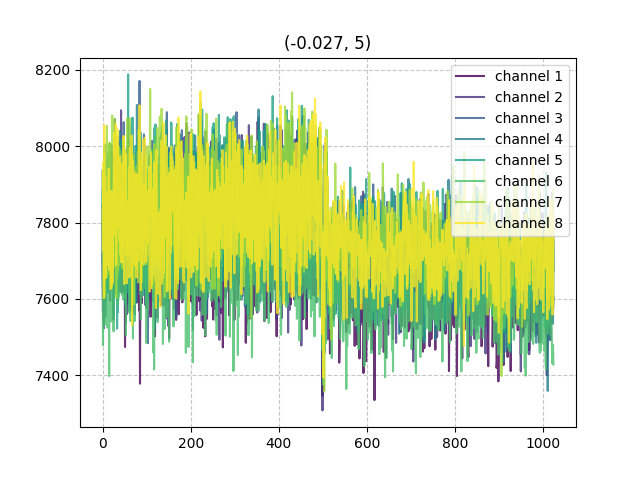 (-0.027, 5)
8200
8000
7800
7600
7400
0
200
400
600
800
1000
channel 1
channel 2
channel 3
channel 4
channel 5
channel 6
channel 7
channel 8